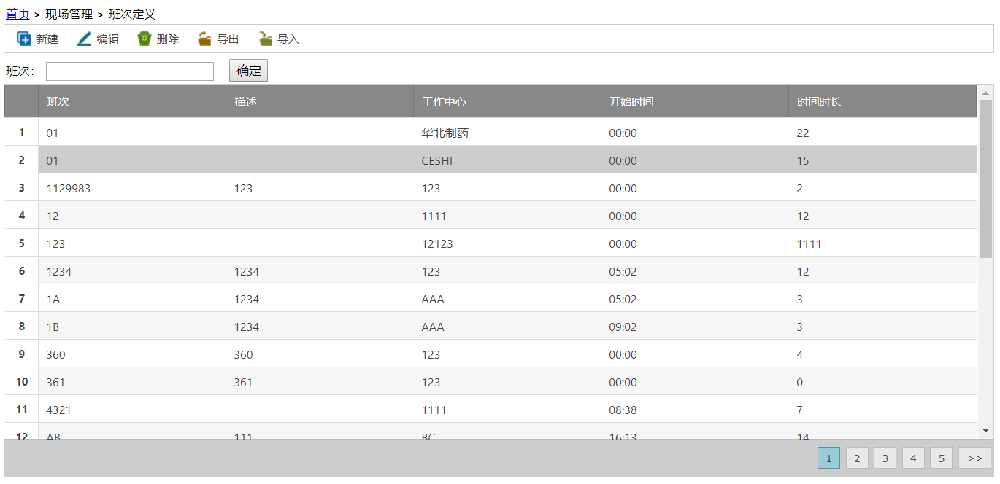 首页 > 现场管理 > 班次定义
新建 编辑 删除 导出 导入
班次： 确定
班次 描述 工作中心 开始时间 时间时长
1 01 华北制药 00:00 22
2 01 CESHI 00:00 15
3 1129983 123 123 00:00 2
4 12 1111 00:00 12
5 123 12123 00:00 1111
6 1234 1234 123 05:02 12
7 1A 1234 AAA 05:02 3
8 1B 1234 AAA 09:02 3
9 360 360 123 00:00 4
10 361 361 123 00:00 0
11 4321 1111 08:38 7
12 AB 111 BC 16:13 14
1 2 3 4 5 >>